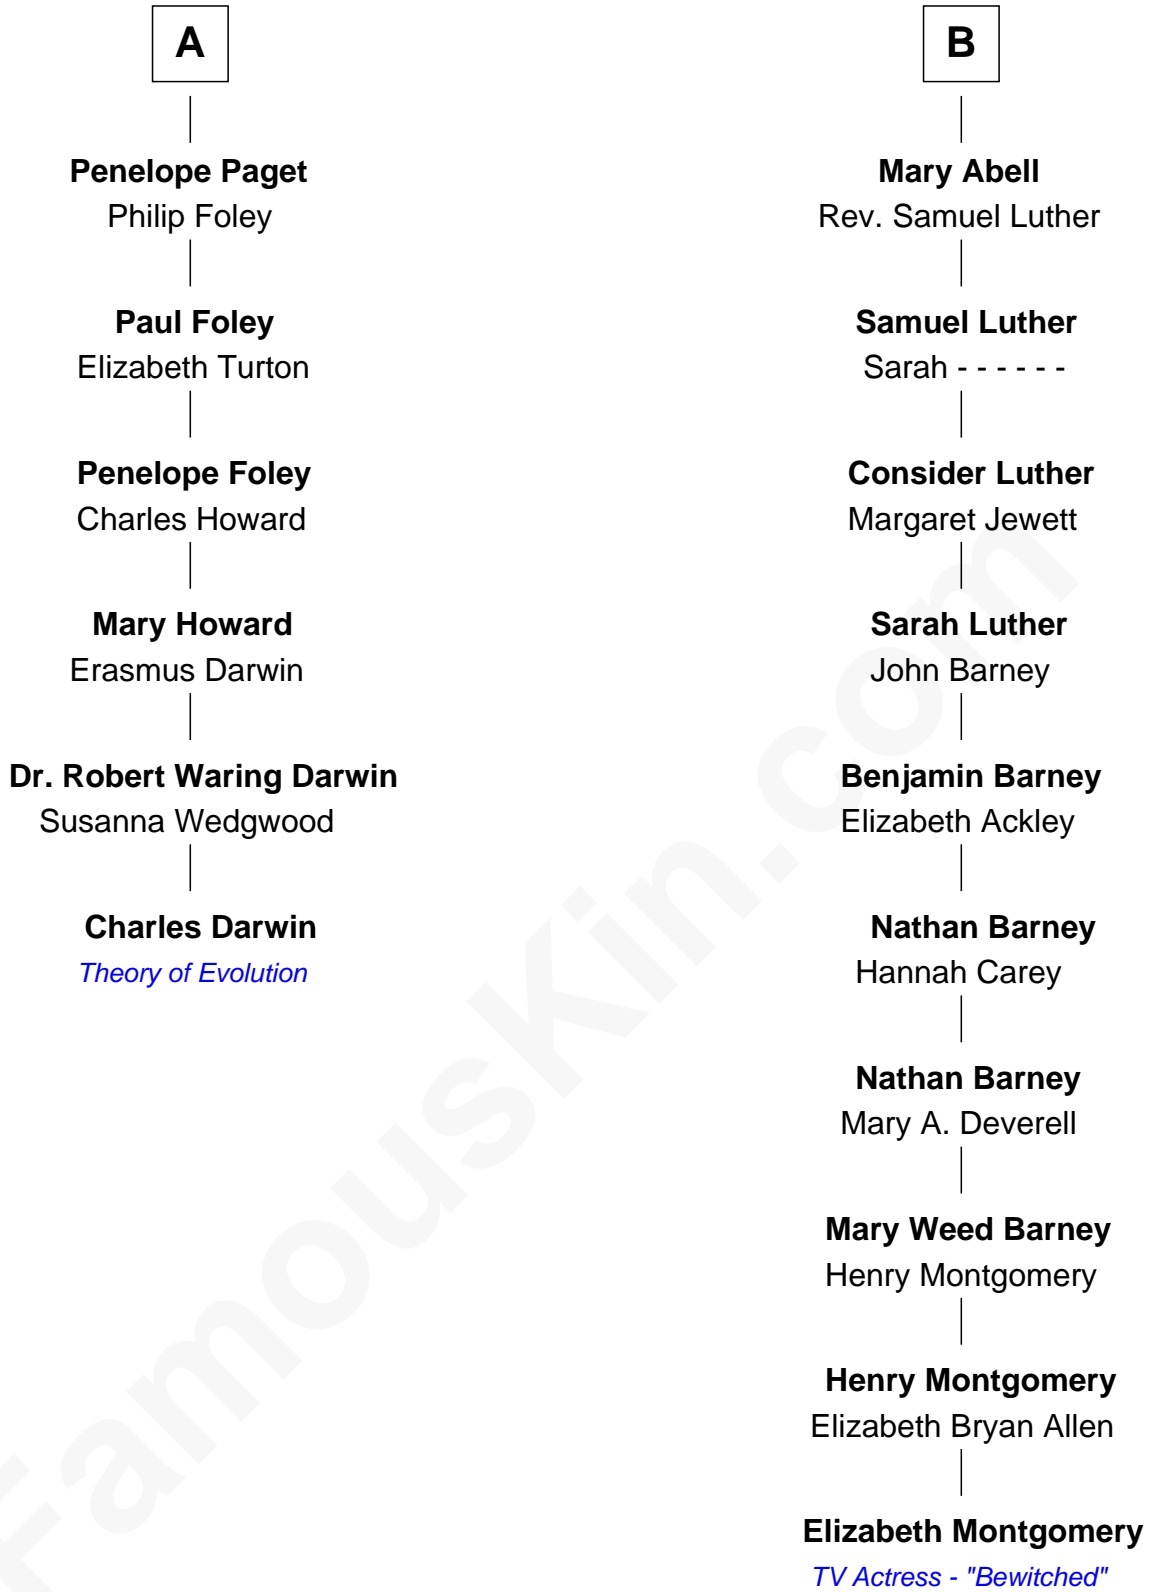 A
Penelope Paget
Philip Foley
Paul Foley
Elizabeth Turton
Penelope Foley
Charles Howard
Mary Howard
Erasmus Darwin
Dr. Robert Waring Darwin
Susanna Wedgwood
Charles Darwin
Theory of Evolution
B
Mary Abell
Rev. Samuel Luther
Samuel Luther
Sarah - - - - - -
Consider Luther
Margaret Jewett
Sarah Luther
John Barney
Benjamin Barney
Elizabeth Ackley
Nathan Barney
Hannah Carey
Nathan Barney
Mary A. Deverell
Mary Weed Barney
Henry Montgomery
Henry Montgomery
Elizabeth Bryan Allen
Elizabeth Montgomery
TV Actress - "Bewitched"
FamousKin.com